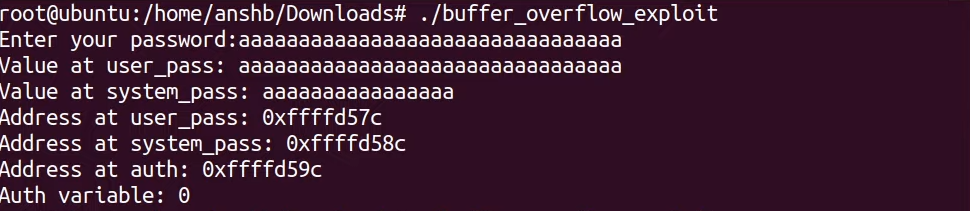 root@ubuntu:/home/anshb/Downloads# ./buffer_overflow_exploit
Enter your password:aaaaaaaaaaaaaaaaaaaaaaaaaaaaaaaa
Value at user_pass: aaaaaaaaaaaaaaaaaaaaaaaaaaaaaaaa
Value at system_pass: aaaaaaaaaaaaaaaa
Address at user_pass: 0xffffd57c
Address at system_pass: 0xffffd58c
Address at auth: 0xffffd59c
Auth variable: 0